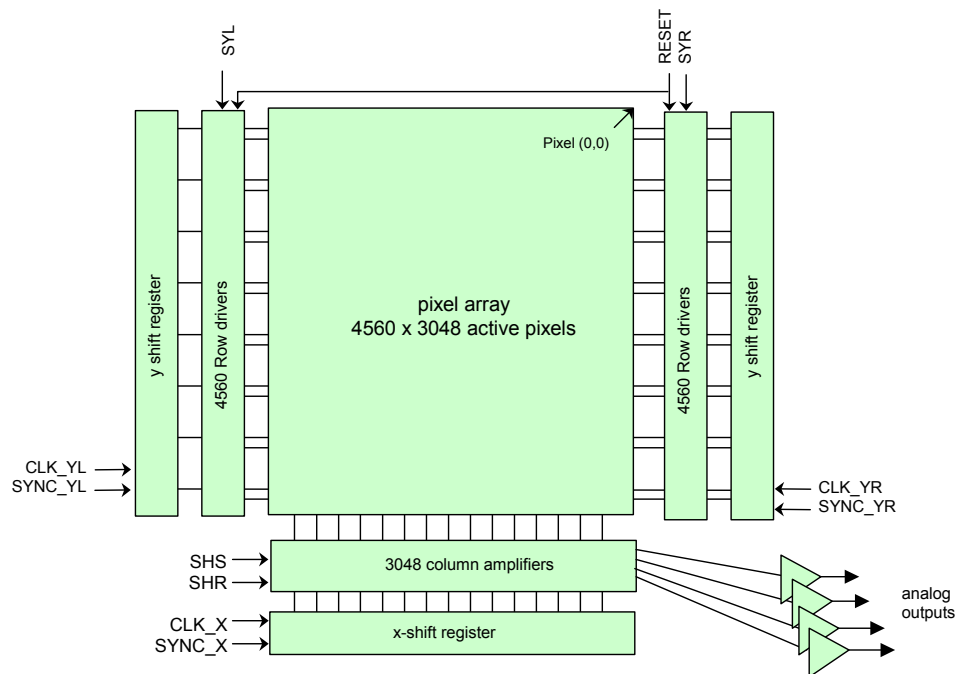 SYL
RESET
SYR
Pixel (0,0)
y shift register
4560 Row drivers
pixel array
4560 x 3048 active pixels
4560 Row drivers
y shift register
CLK_YL
SYNC_YL
CLK_YR
SYNC_YR
SHS
SHR
3048 column amplifiers
analog
outputs
CLK_X
SYNC_X
x-shift register